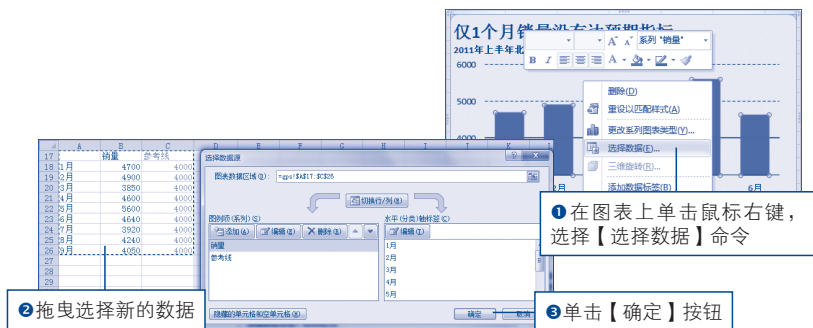 仅1个月销量没有达预期指标
2011年上半年北
系列 "销量"
B I
6000
5000
4000
删除(D)
重设以匹配样式(A)
更改系列图表类型(Y)...
选择数据(E)...
三维旋转(R)...
添加数据标签(B)
月 6月
❶在图表上单击鼠标右键，
选择【选择数据】命令
A B C D E F G H I J K L
17 销量 参考线
18 1月 4700 4000
19 2月 4900 4000
20 3月 3850 4000
21 4月 4600 4000
22 5月 5600 4000
23 6月 4640 4000
24 7月 3920 4000
25 8月 4240 4000
26 9月 4050 4000
27
28
29
选择数据源
图表数据区域(D): =gps!$A$17:$C$26
切换行/列(W)
图例项(系列)(S) 水平(分类)轴标签(C)
添加(A) 编辑(E) 删除(R) 编辑(T)
销量 1月
参考线 2月
3月
4月
5月
隐藏的单元格和空单元格(H) 确定 取消
❷拖曳选择新的数据
❸单击【确定】按钮